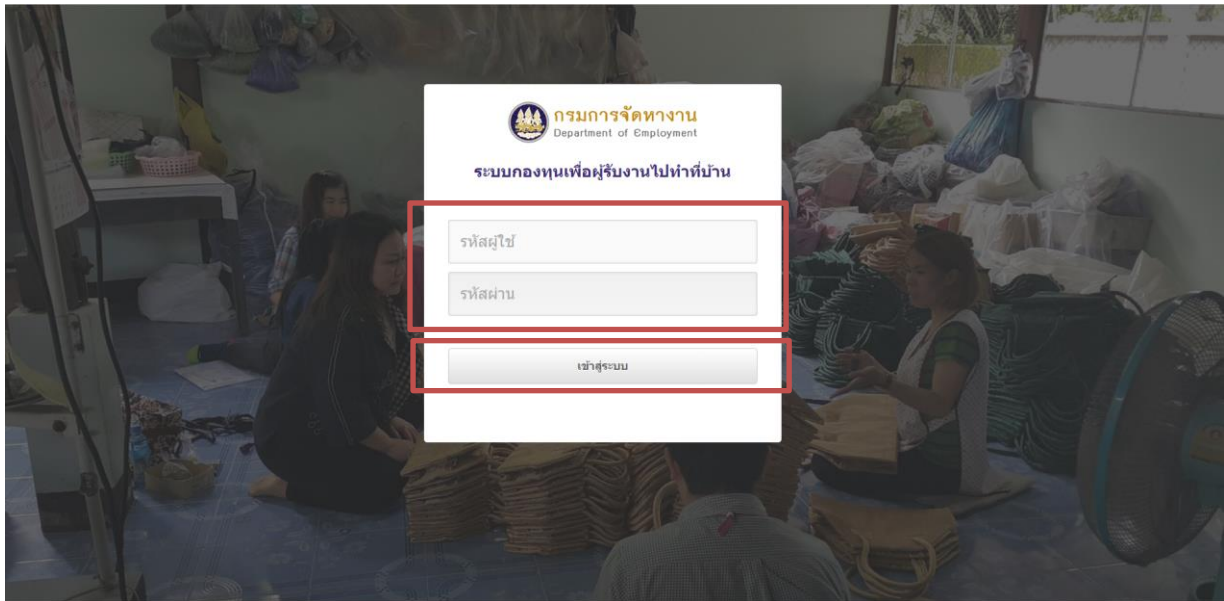 กรมการจัดหางาน
Department of Employment
ระบบกองทุนเพื่อผู้รับงานไปทำที่บ้าน
รหัสผู้ใช้
รหัสผ่าน
เข้าสู่ระบบ